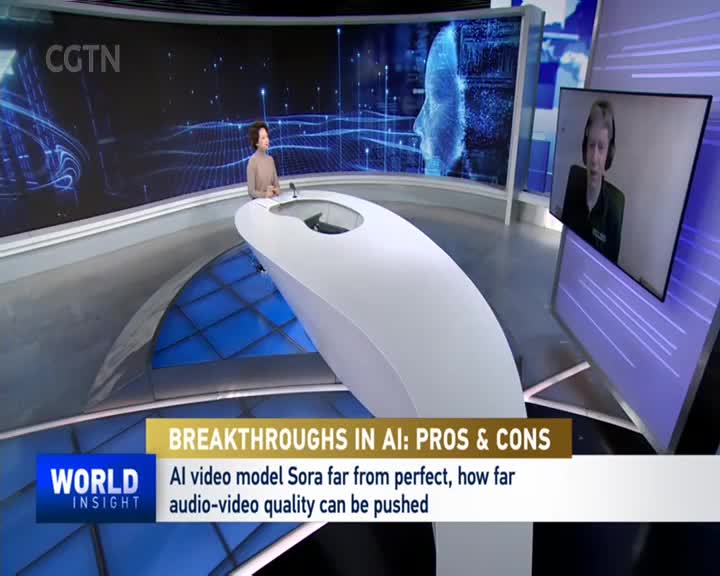 CGTN
BREAKTHROUGHS IN AI: PROS & CONS
WORLD
INSIGHT
AI video model Sora far from perfect, how far
audio-video quality can be pushed